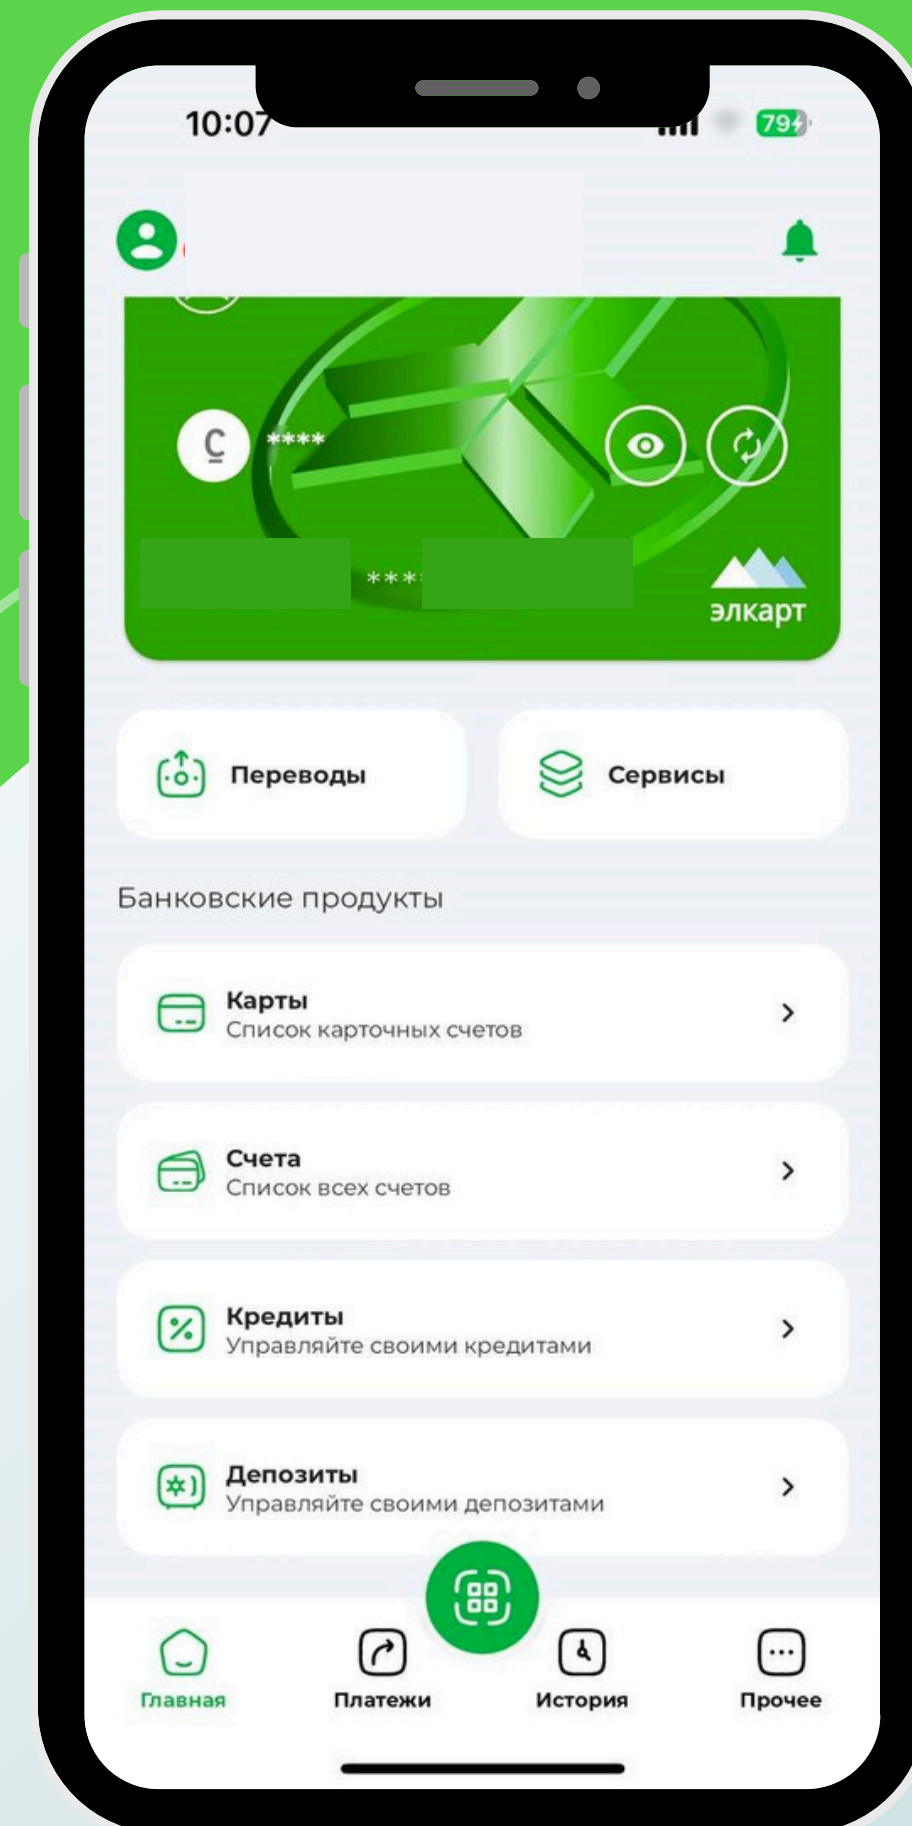 10:07
79
С ****
****
элкарт
Переводы
Сервисы
Банковские продукты
Карты
Список карточных счетов
Счета
Список всех счетов
Кредиты
Управляйте своими кредитами
Депозиты
Управляйте своими депозитами
Главная
Платежи
История
Прочее